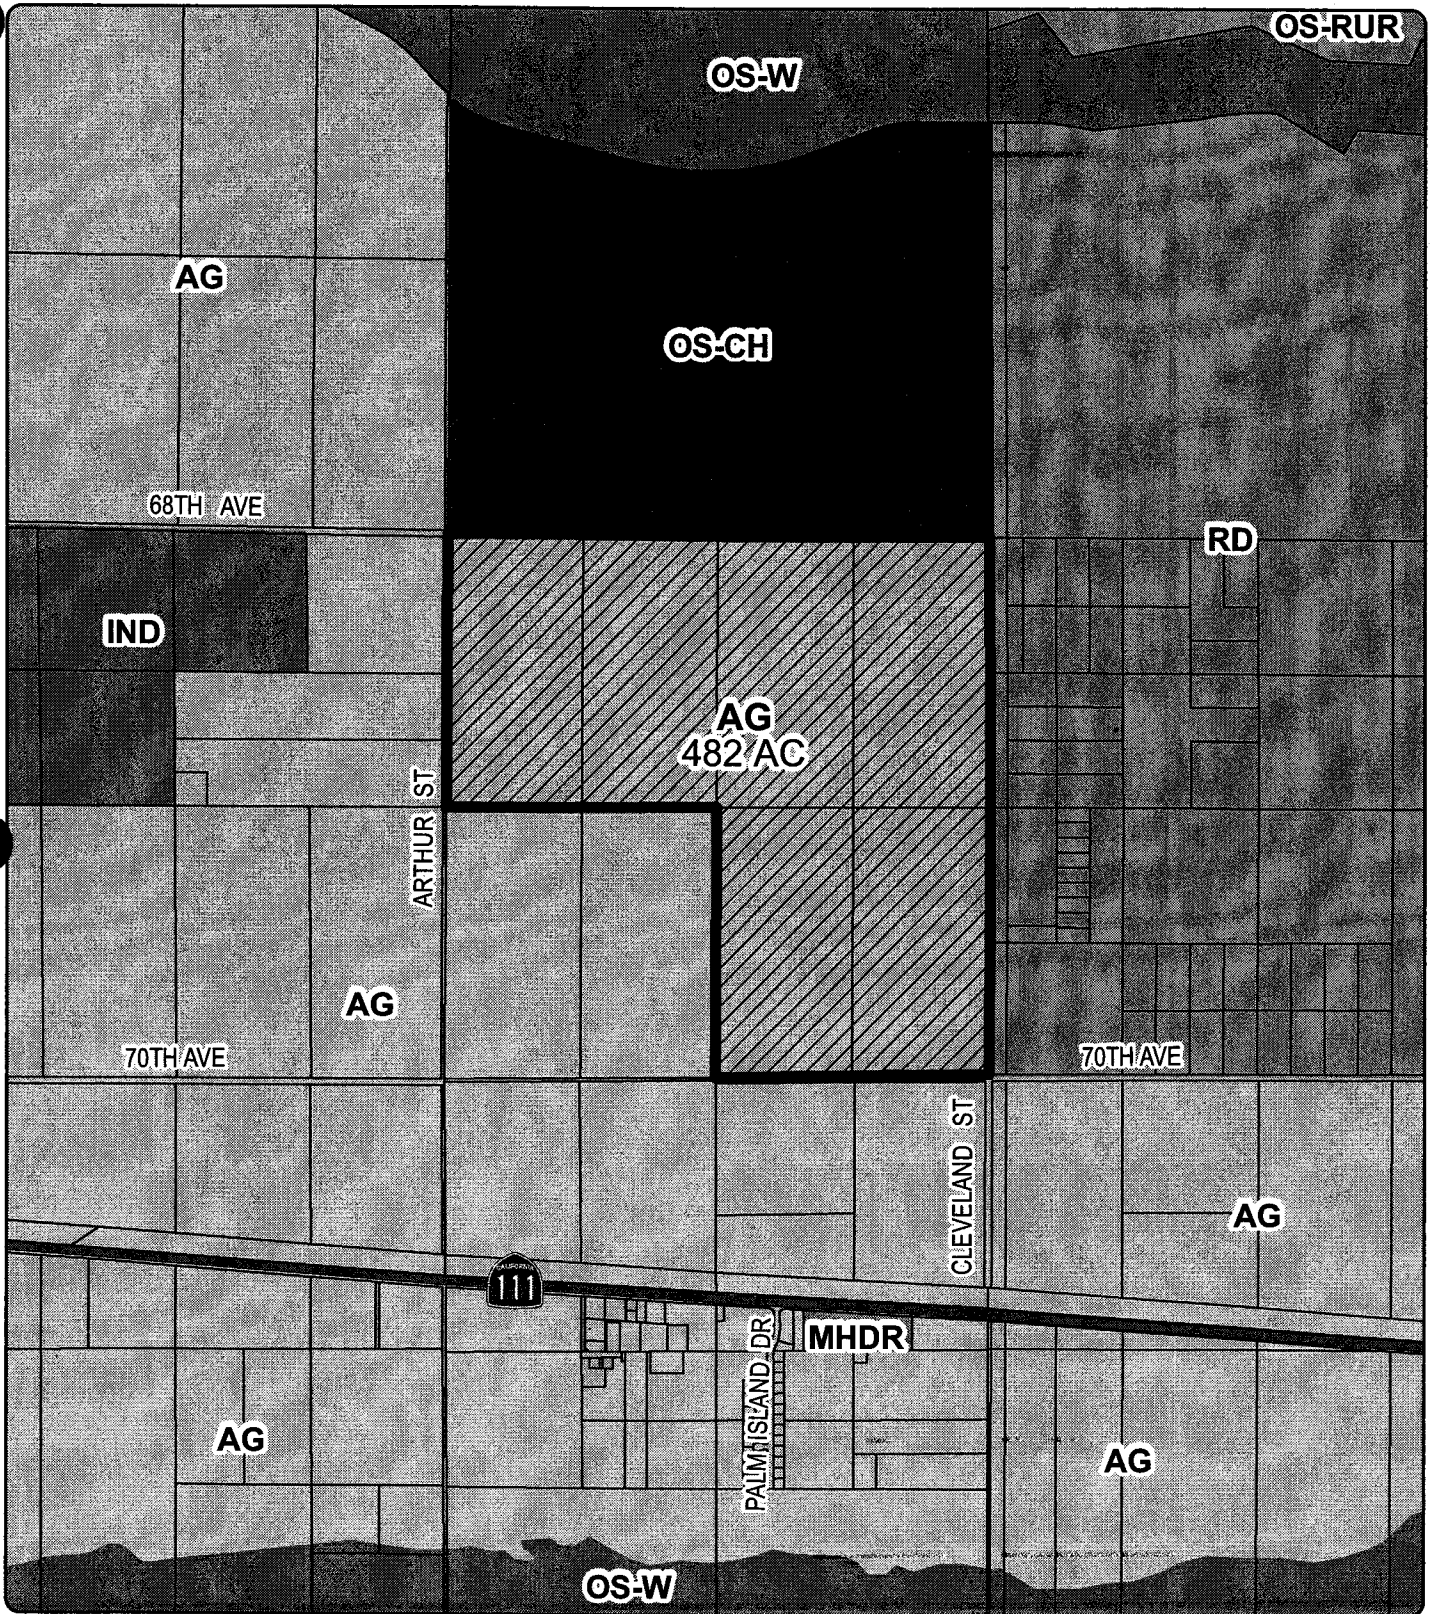 OS-RUR
OS-W
AG
OS-CH
68TH AVE
RD
IND
AG
482 AC
ARTHUR ST
AG
70TH AVE
70TH AVE
CLEVELAND ST
AG
CALIFORNIA
111
PALM ISLAND DR
MHDR
AG
AG
OS-W